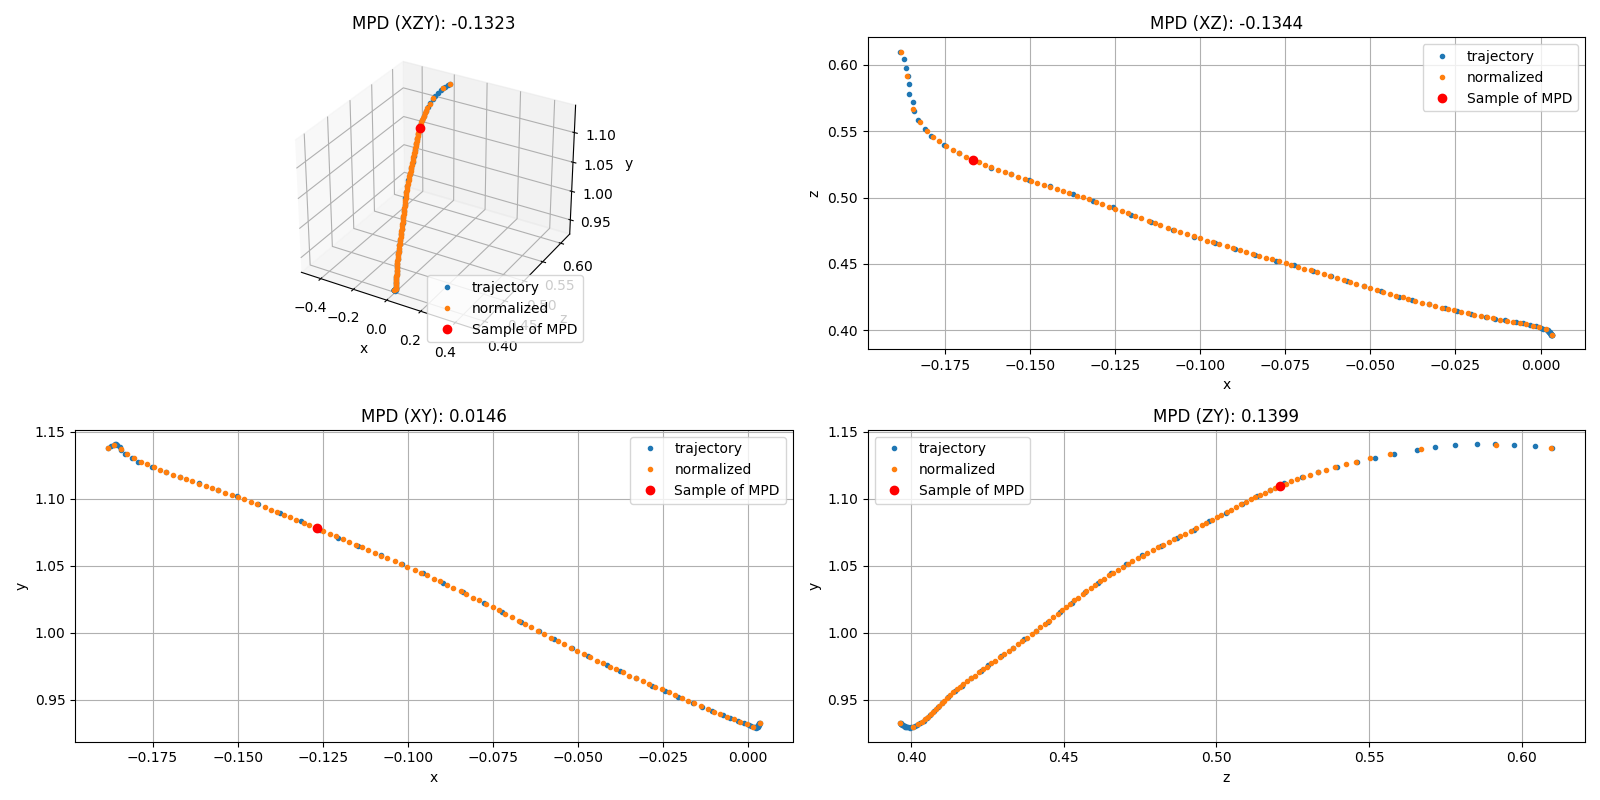 MPD (XZY): -0.1323
1.10
1.05
1.00
0.95
y
0.60
0.55
0.50
0.45
0.40
z
−0.4
−0.2
0.0
0.2
0.4
x
trajectory
normalized
Sample of MPD
MPD (XZ): -0.1344
0.60
0.55
0.50
0.45
0.40
z
trajectory
normalized
Sample of MPD
−0.175
−0.150
−0.125
−0.100
−0.075
−0.050
−0.025
0.000
x
MPD (XY): 0.0146
1.15
1.10
1.05
1.00
0.95
y
trajectory
normalized
Sample of MPD
−0.175
−0.150
−0.125
−0.100
−0.075
−0.050
−0.025
0.000
x
MPD (ZY): 0.1399
1.15
1.10
1.05
1.00
0.95
y
trajectory
normalized
Sample of MPD
0.40
0.45
0.50
0.55
0.60
z